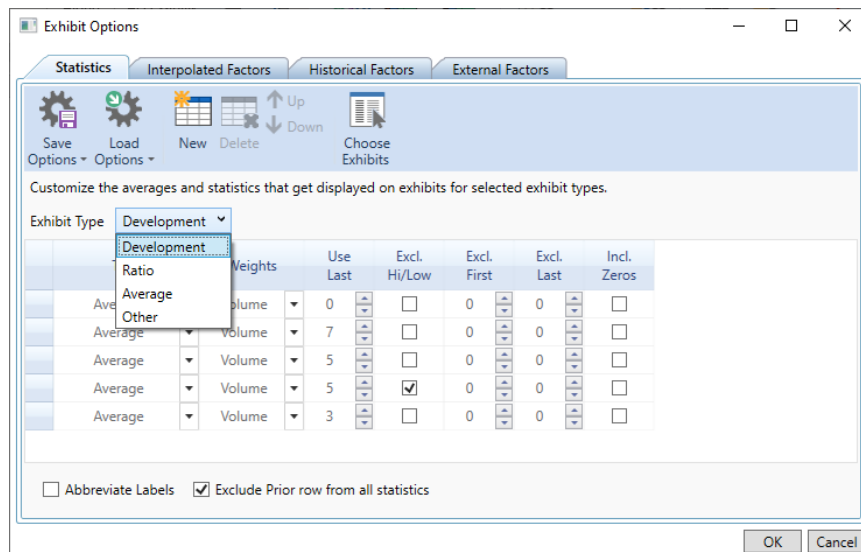 Exhibit Options
Statistics Interpolated Factors Historical Factors External Factors
Save Options Load Options New Delete Up Down Choose Exhibits
Customize the averages and statistics that get displayed on exhibits for selected exhibit types.
Exhibit Type Development
Development
Ratio
Average
Other
Weights Use Last Excl. Hi/Low Excl. First Excl. Last Incl. Zeros
0 0 0
Average Volume 7 0 0
Average Volume 5 0 0
Average Volume 5 0 0
Average Volume 3 0 0
Abbreviate Labels Exclude Prior row from all statistics
OK Cancel